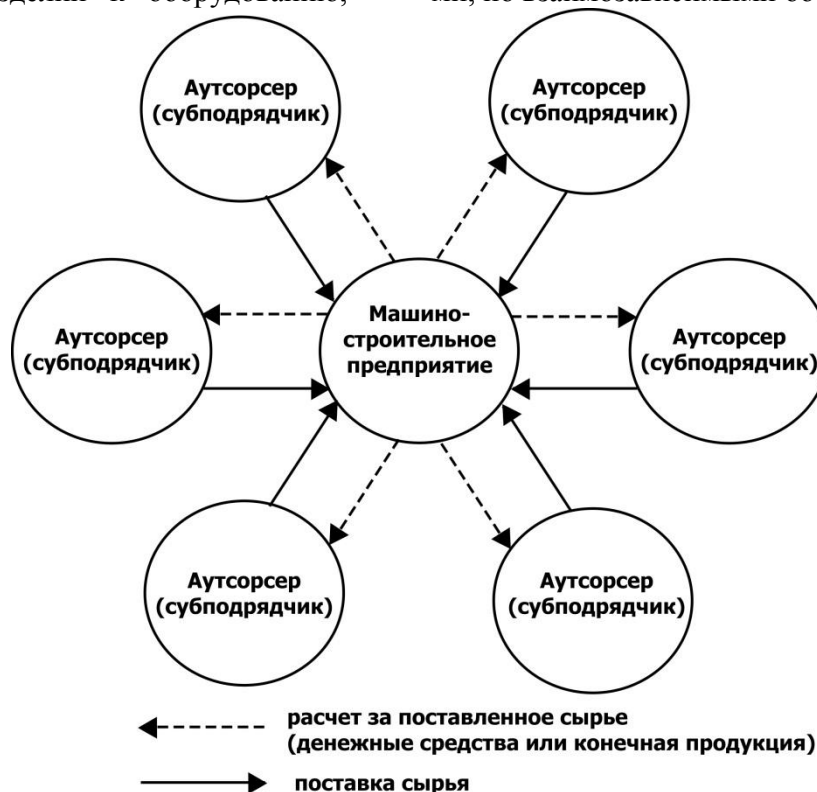 оборудованию,
Аутсорсер
(субподрядчик)
Аутсорсер
(субподрядчик)
Аутсорсер
(субподрядчик)
Машино-
строительное
предприятие
Аутсорсер
(субподрядчик)
Аутсорсер
(субподрядчик)
Аутсорсер
(субподрядчик)
расчет за поставленное сырье
(денежные средства или конечная продукция)
поставка сырья